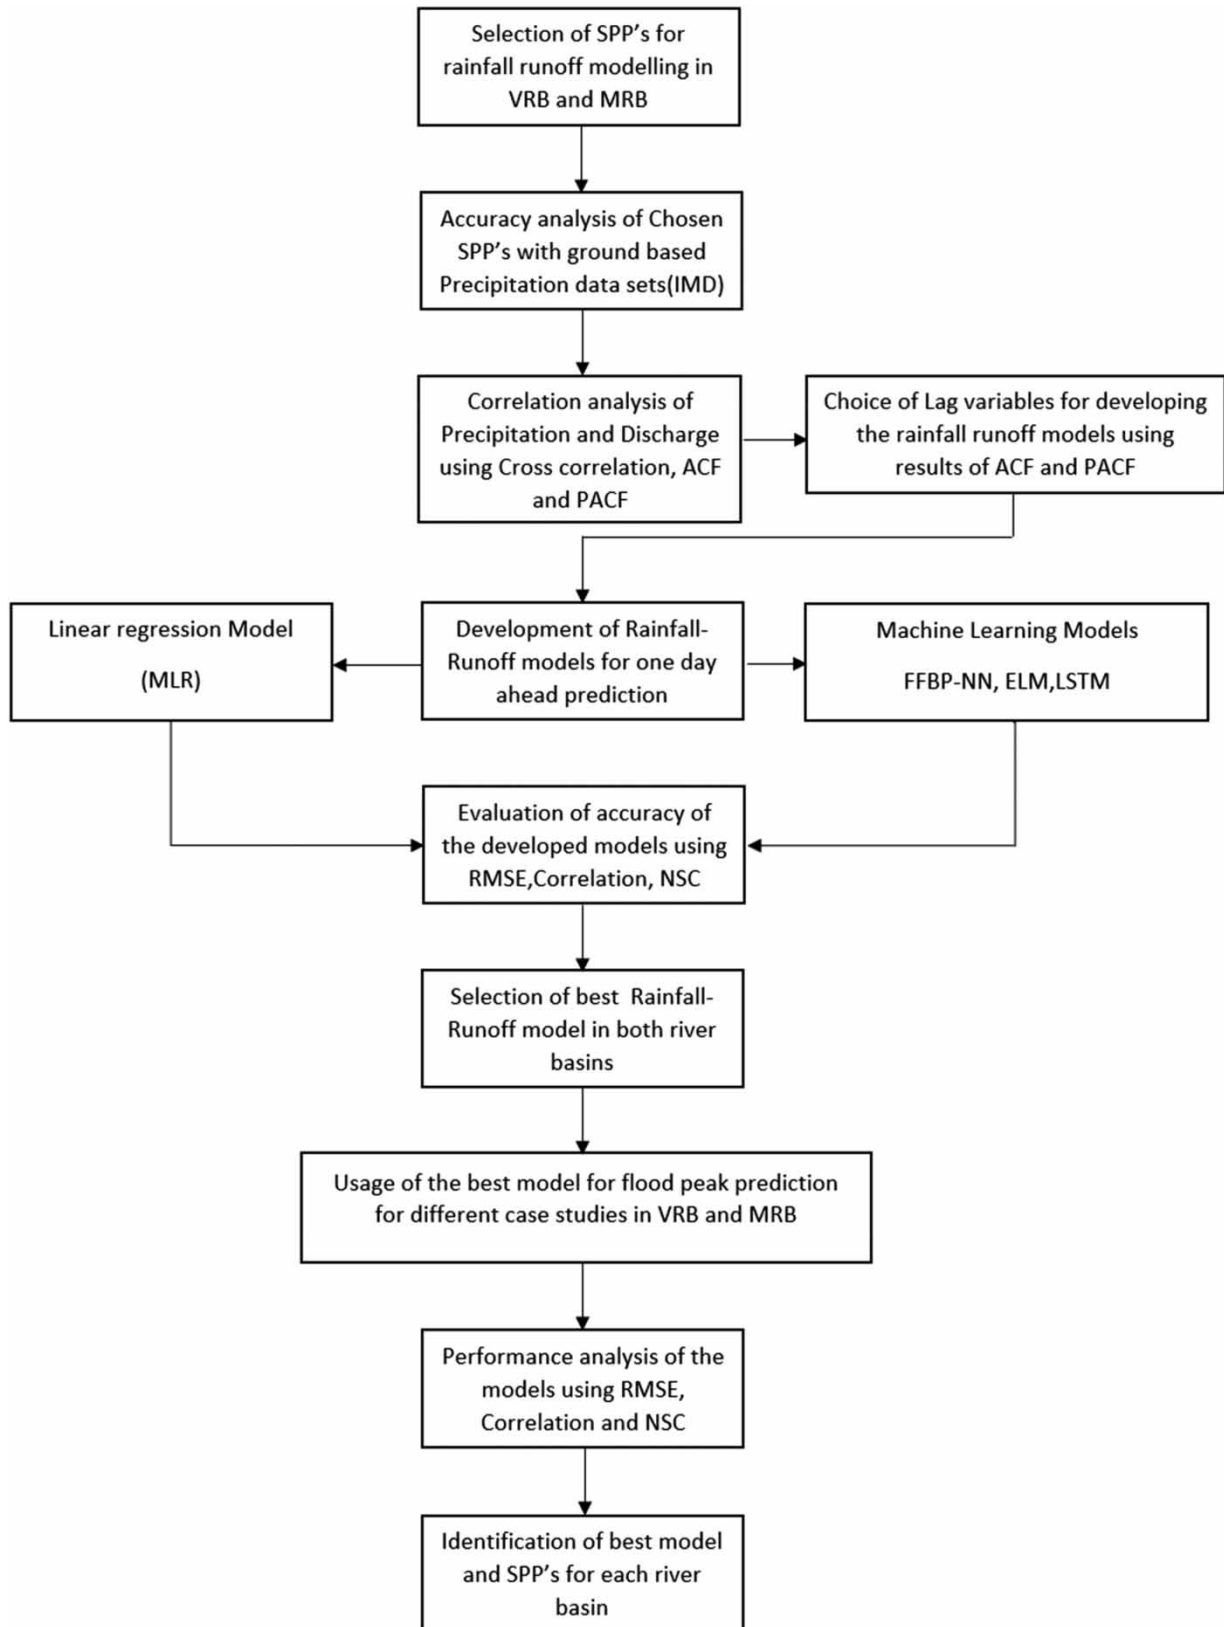 Selection of SPP's for
rainfall runoff modelling in
VRB and MRB
Accuracy analysis of Chosen
SPP's with ground based
Precipitation data sets(IMD)
Correlation analysis of
Precipitation and Discharge
using Cross correlation, ACF
and PACF
Choice of Lag variables for developing
the rainfall runoff models using
results of ACF and PACF
Linear regression Model
(MLR)
Development of Rainfall-
Runoff models for one day
ahead prediction
Machine Learning Models
FFBP-NN, ELM,LSTM
Evaluation of accuracy of
the developed models using
RMSE,Correlation, NSC
Selection of best Rainfall-
Runoff model in both river
basins
Usage of the best model for flood peak prediction
for different case studies in VRB and MRB
Performance analysis of the
models using RMSE,
Correlation and NSC
Identification of best model
and SPP's for each river
basin